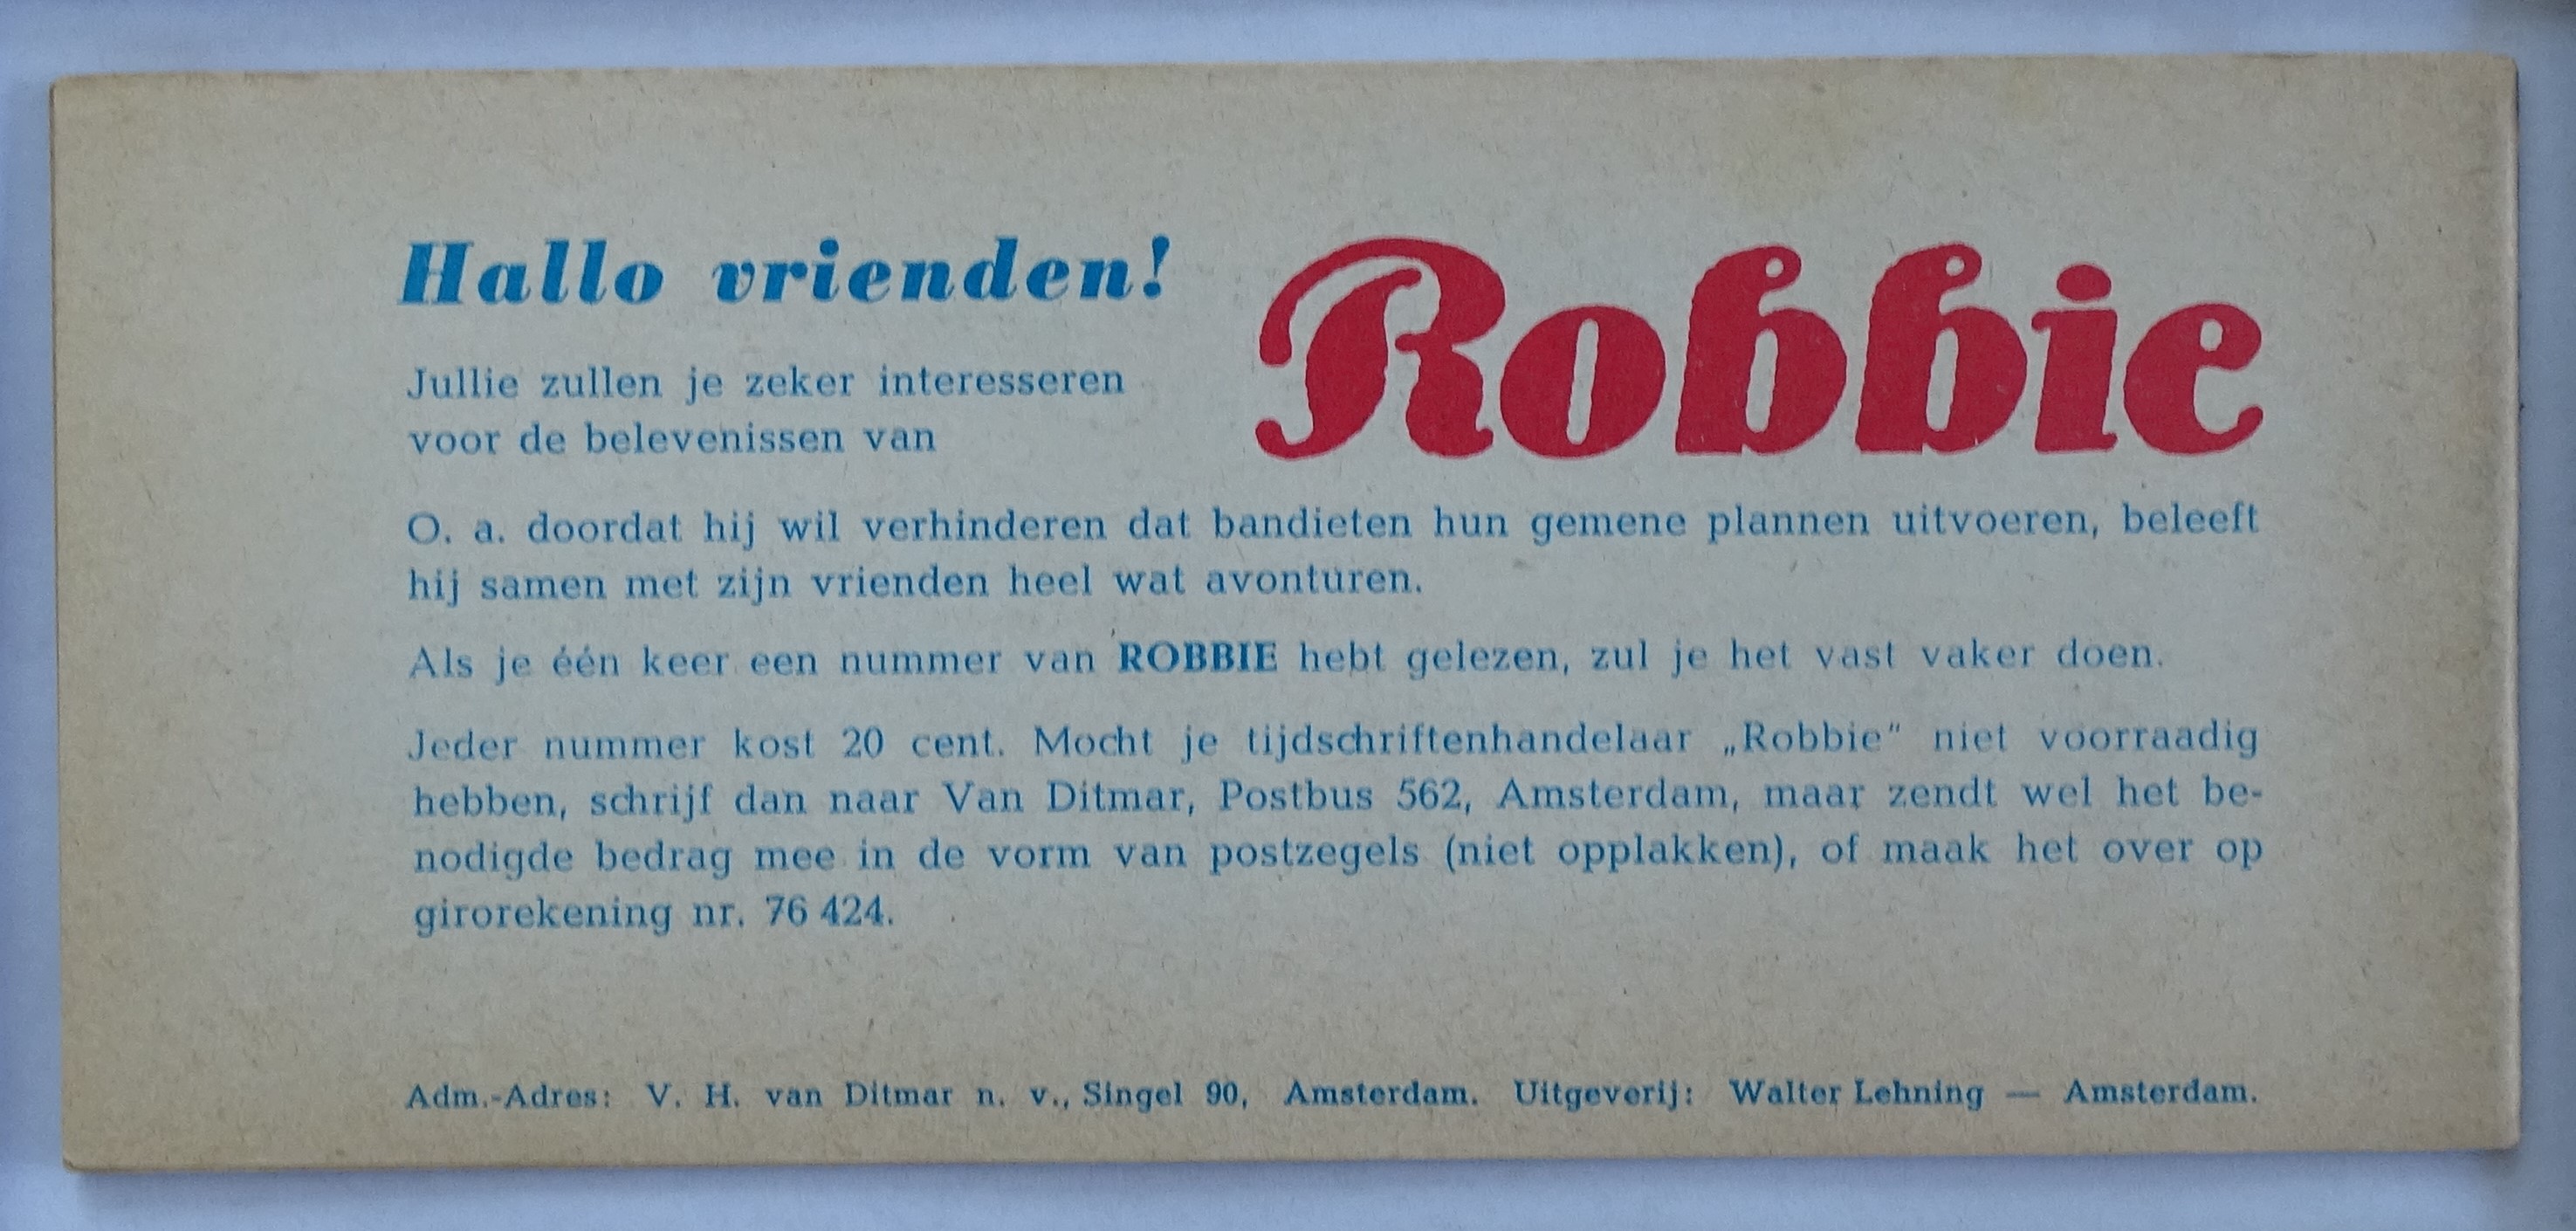 Hallo vrienden!
Jullie zullen je zeker interesseren
voor de belevenissen van
Robbie
O. a. doordat hij wil verhinderen dat bandieten hun gemene plannen uitvoeren, beleeft
hij samen met zijn vrienden heel wat avonturen.
Als je één keer een nummer van ROBBIE hebt gelezen, zul je het vast vaker doen.
Jeder nummer kost 20 cent. Mocht je tijdschriftenhandelaar „Robbie" niet voorraadig
hebben, schrijf dan naar Van Ditmar, Postbus 562, Amsterdam, maar zendt wel het be-
nodigde bedrag mee in de vorm van postzegels (niet opplakken), of maak het over op
girorekening nr. 76 424.
Adm.-Adres: V. H. van Ditmar n. v., Singel 90, Amsterdam. Uitgeverij: Walter Lehning — Amsterdam.